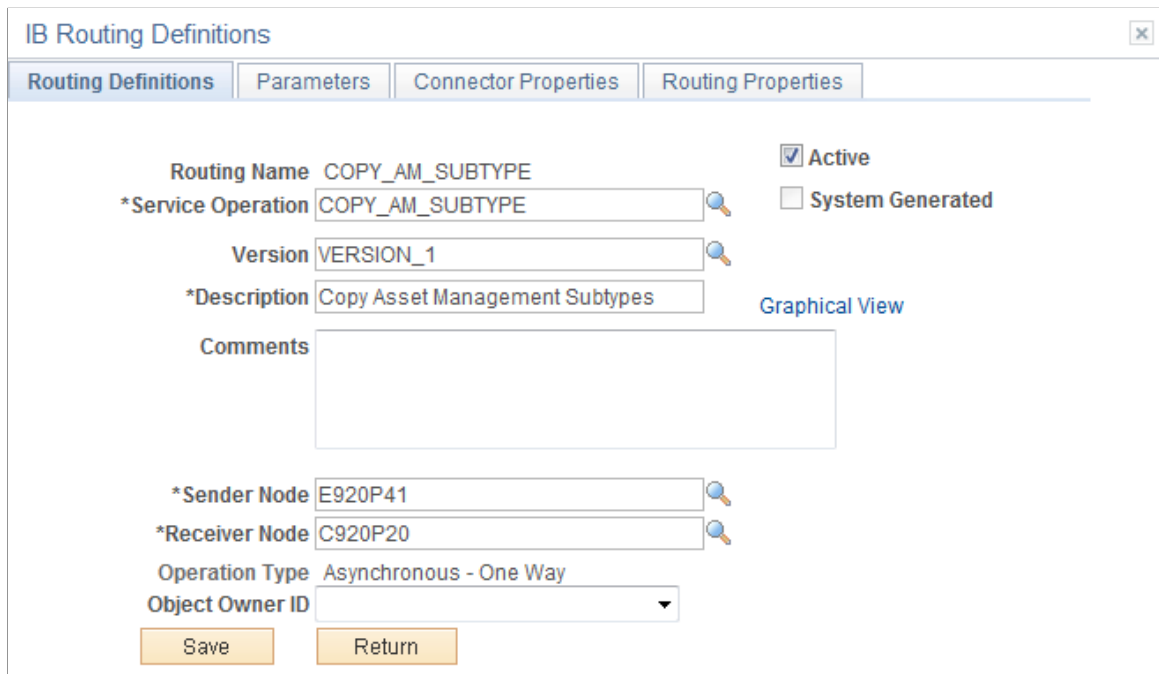 IB Routing Definitions
Routing Definitions Parameters Connector Properties Routing Properties
Routing Name COPY_AM_SUBTYPE Active
*Service Operation COPY_AM_SUBTYPE System Generated
Version VERSION_1
*Description Copy Asset Management Subtypes Graphical View
Comments
*Sender Node E920P41
*Receiver Node C920P20
Operation Type Asynchronous - One Way
Object Owner ID
Save Return